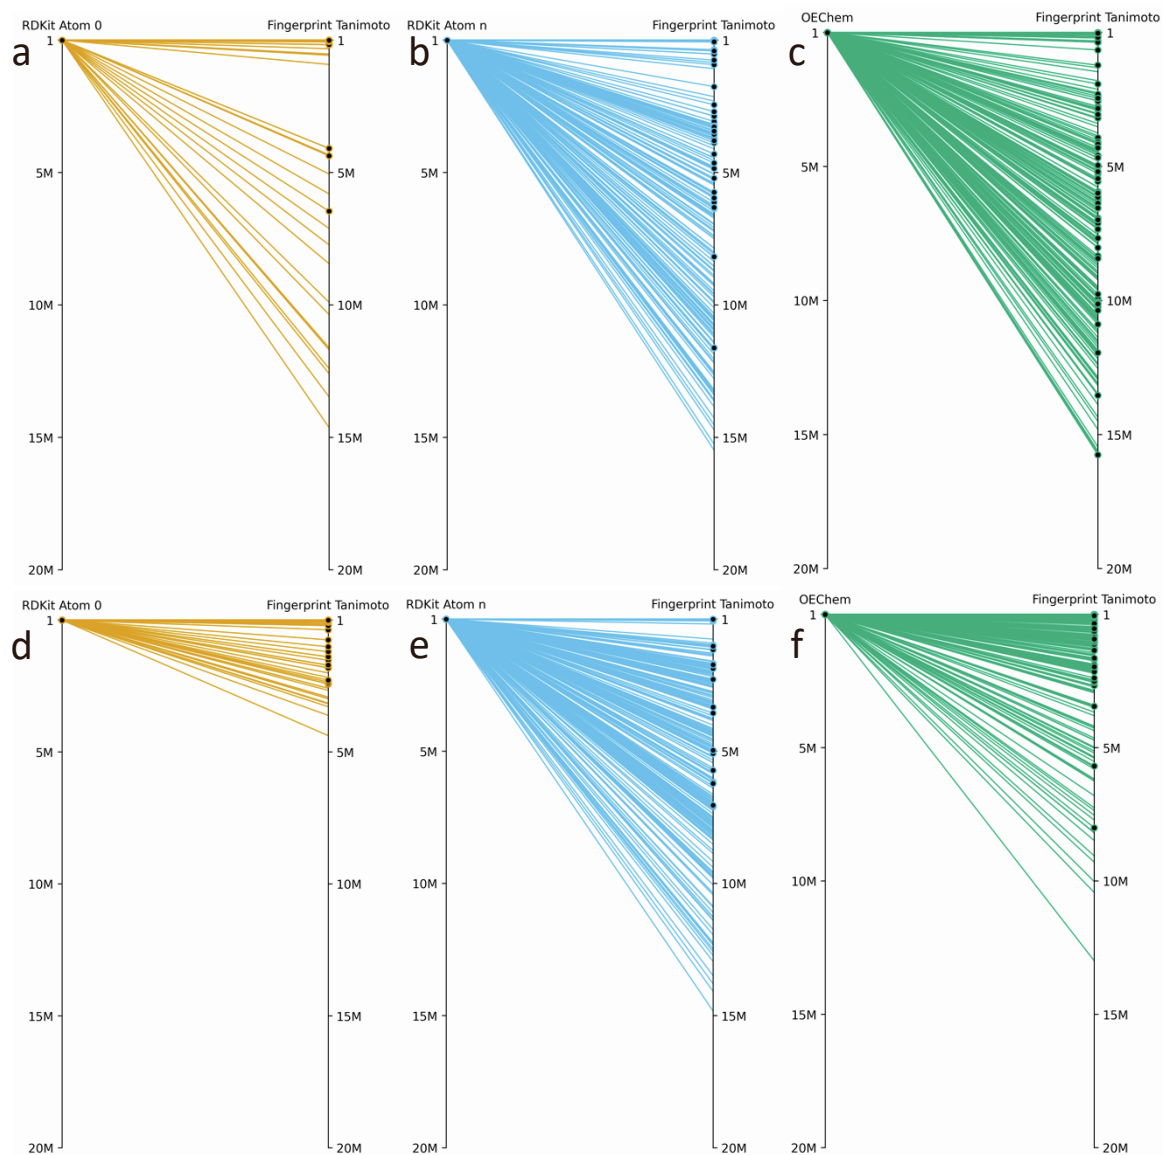 a
RDKit Atom 0 Fingerprint Tanimoto
1 1
5M 5M
10M 10M
15M 15M
20M 20M
b
RDKit Atom n Fingerprint Tanimoto
1 1
5M 5M
10M 10M
15M 15M
20M 20M
c
OEChem Fingerprint Tanimoto
1 1
5M 5M
10M 10M
15M 15M
20M 20M
d
RDKit Atom 0 Fingerprint Tanimoto
1 1
5M 5M
10M 10M
15M 15M
20M 20M
e
RDKit Atom n Fingerprint Tanimoto
1 1
5M 5M
10M 10M
15M 15M
20M 20M
f
OEChem Fingerprint Tanimoto
1 1
5M 5M
10M 10M
15M 15M
20M 20M